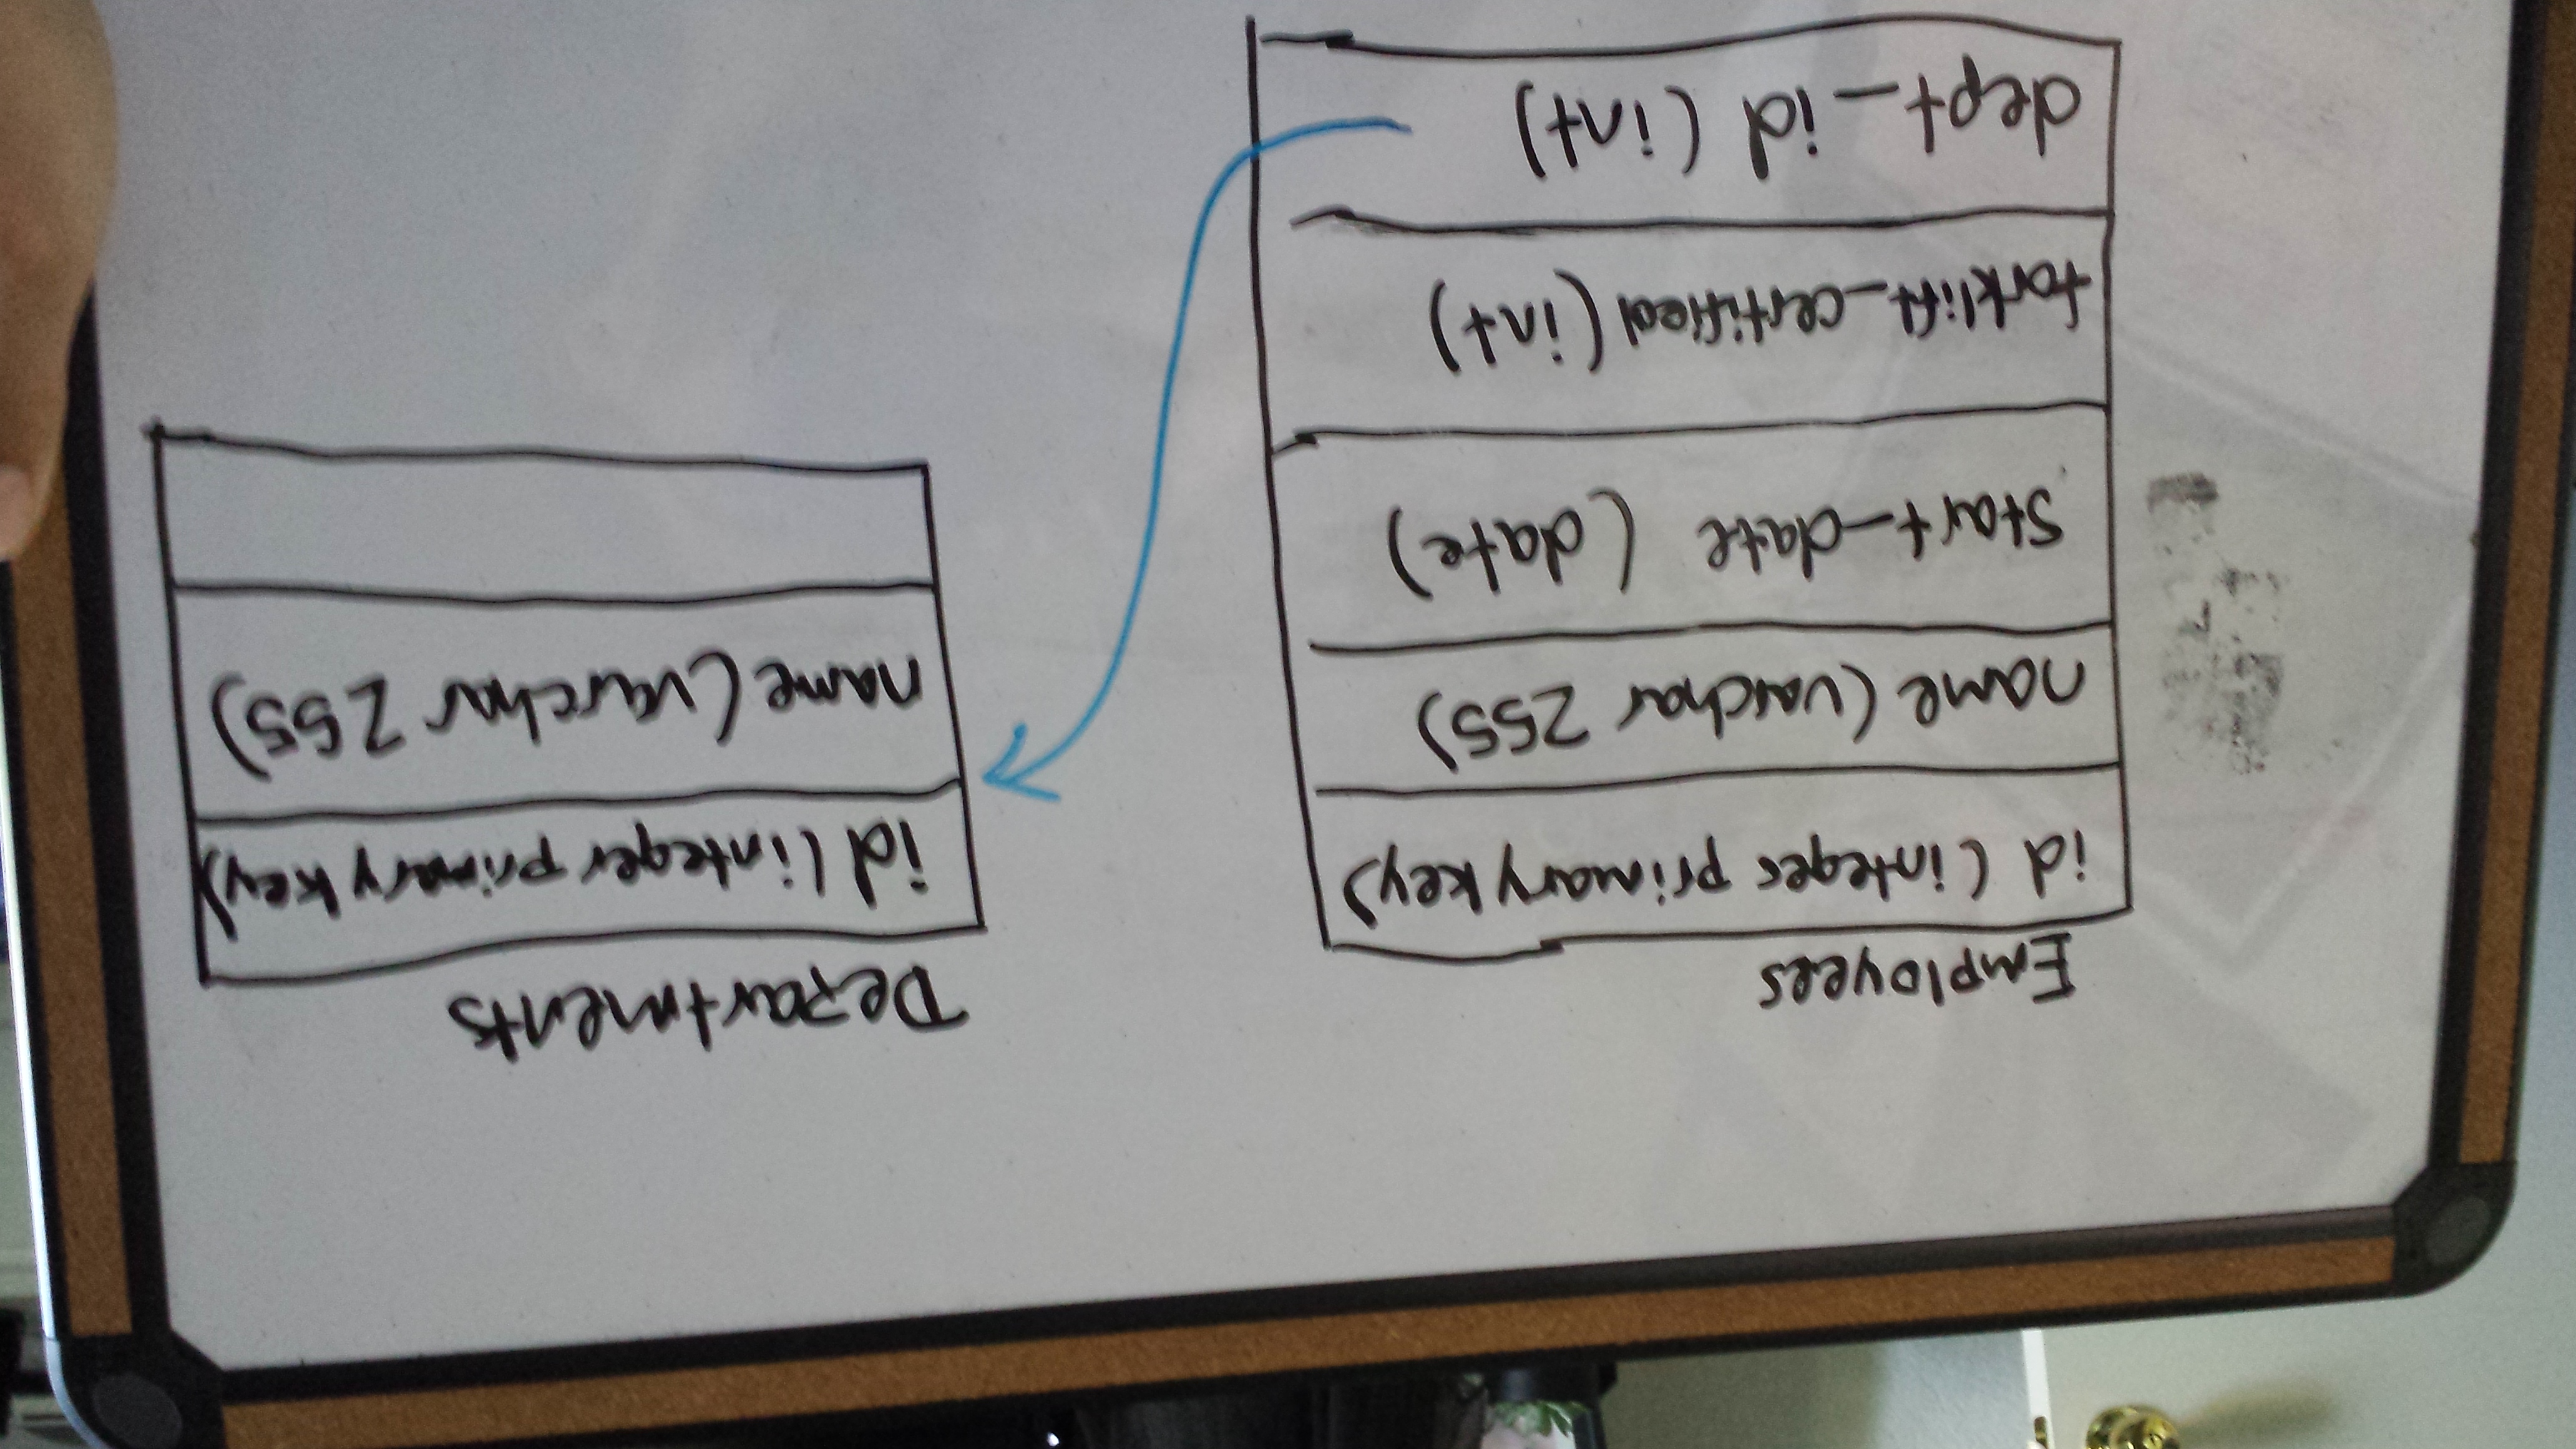 Employees
id (integer primary key)
name (varchar 255)
start_date (date)
forklift_certified (int)
dept_id (int)
Departments
id (integer primary key)
name (varchar 255)